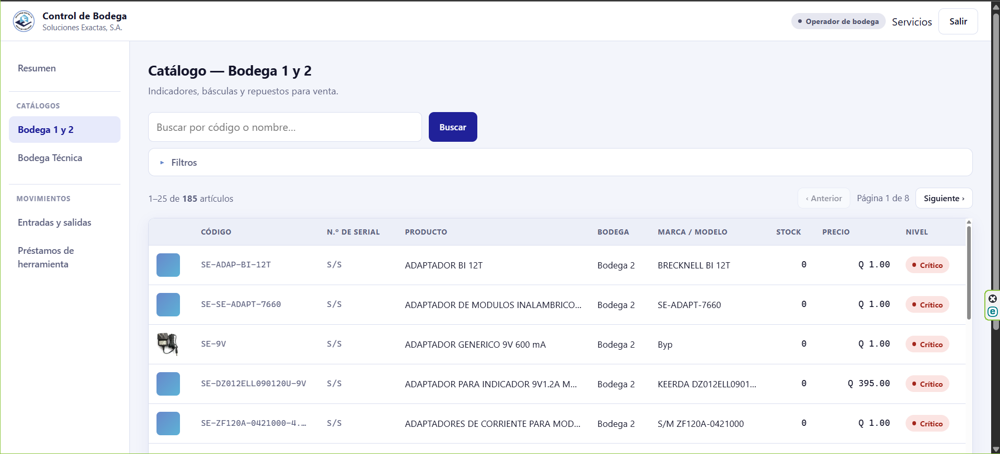 Control de Bodega
Soluciones Exactas, S.A.
Operador de bodega
Servicios
Salir
Resumen
CATÁLOGOS
Bodega 1 y 2
Bodega Técnica
MOVIMIENTOS
Entradas y salidas
Préstamos de
herramienta
Catálogo — Bodega 1 y 2
Indicadores, básculas y repuestos para venta.
Buscar por código o nombre...
Buscar
▸ Filtros
1–25 de 185 artículos
‹ Anterior
Página 1 de 8
Siguiente ›
CÓDIGO N.º DE SERIAL PRODUCTO BODEGA MARCA / MODELO STOCK PRECIO NIVEL
SE-ADAP-BI-12T S/S ADAPTADOR BI 12T Bodega 2 BRECKNELL BI 12T 0 Q 1.00 Crítico
SE-SE-ADAPT-7660 S/S ADAPTADOR DE MODULOS INALAMBRICO... Bodega 2 SE-ADAPT-7660 0 Q 1.00 Crítico
SE-9V S/S ADAPTADOR GENERICO 9V 600 mA Bodega 2 Byp 0 Q 1.00 Crítico
SE-DZ012ELL090120U-9V S/S ADAPTADOR PARA INDICADOR 9V1.2A M... Bodega 2 KEERDA DZ012ELL0901... 0 Q 395.00 Crítico
SE-ZF120A-0421000-4.... S/S ADAPTADORES DE CORRIENTE PARA MOD... Bodega 2 S/M ZF120A-0421000 0 Q 1.00 Crítico